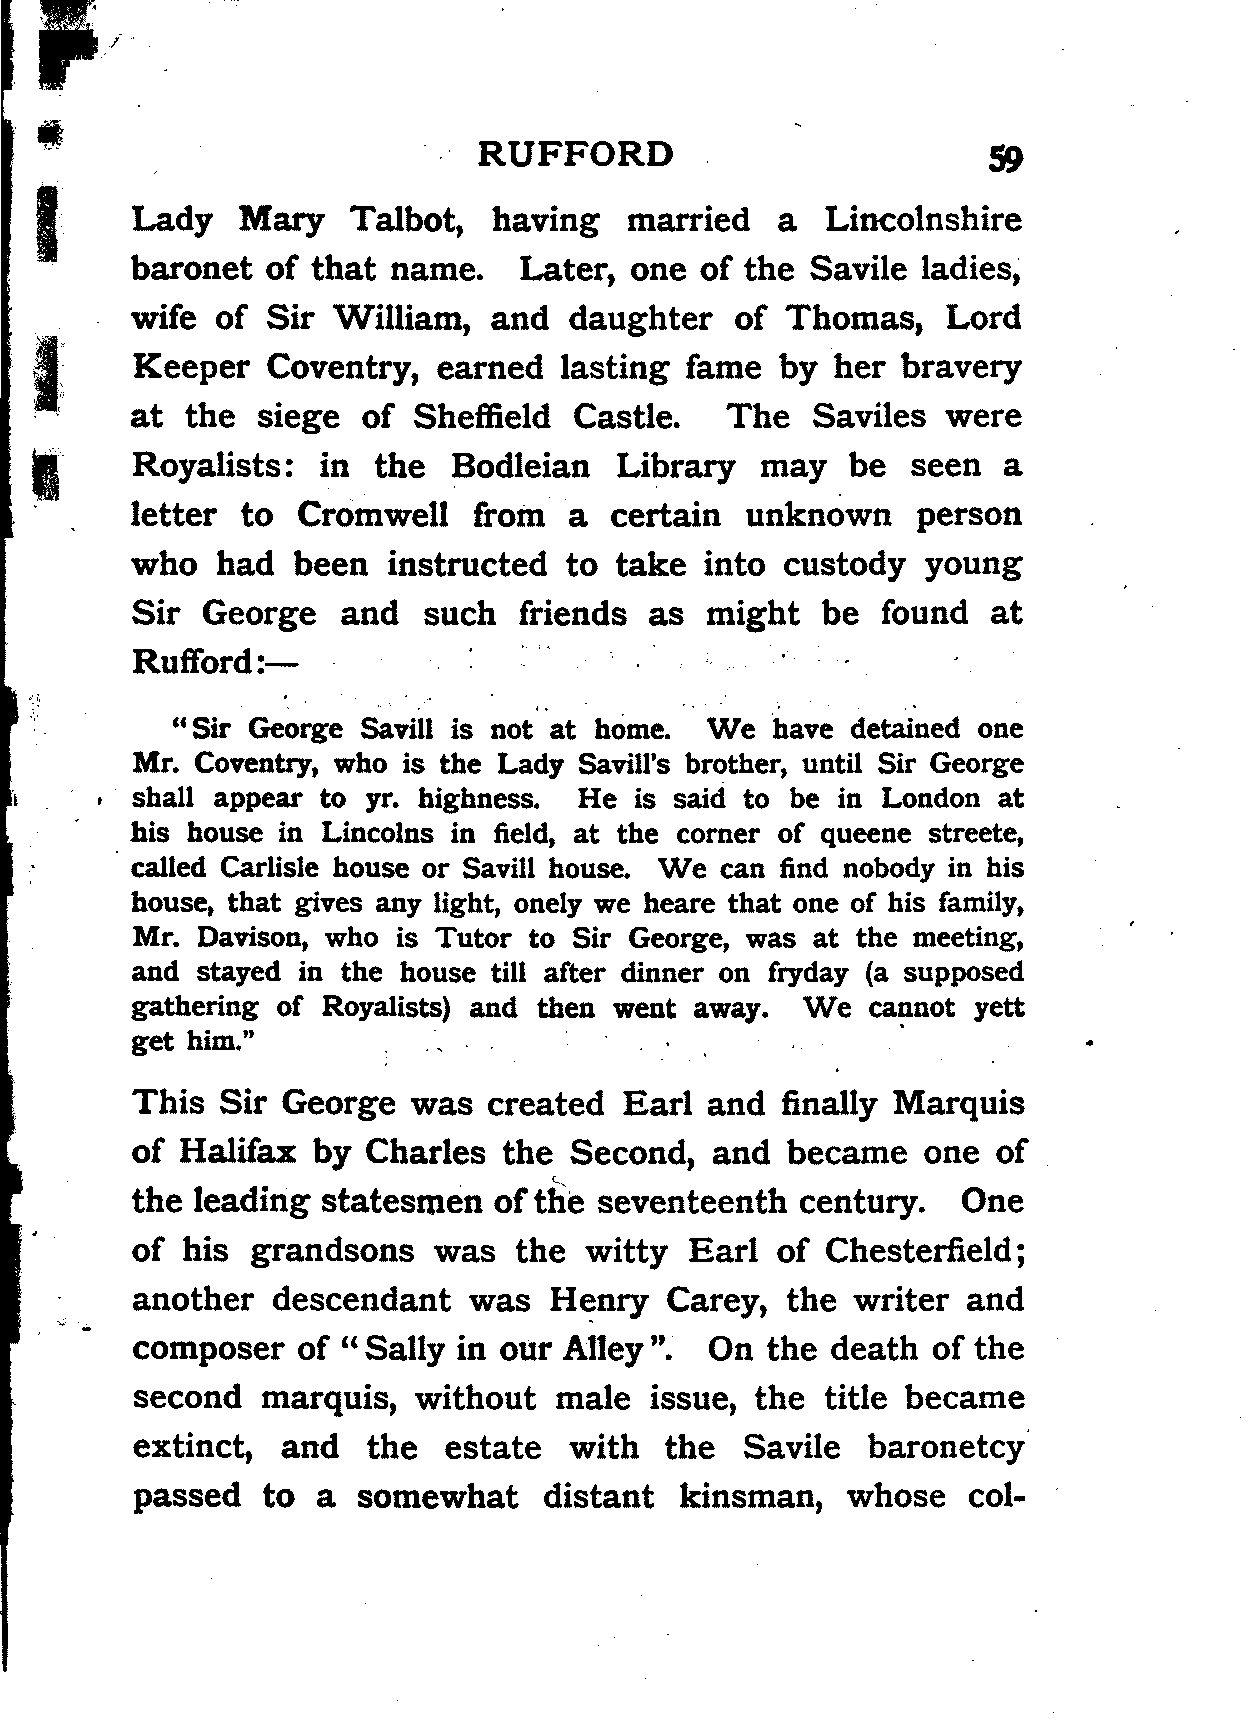 RUFFORD 59
Lady Mary Talbot, having married a Lincolnshire
baronet of that name. Later, one of the Savile ladies,
wife of Sir William, and daughter of Thomas, Lord
Keeper Coventry, earned lasting fame by her bravery
at the siege of Sheffield Castle. The Saviles were
Royalists: in the Bodleian Library may be seen a
letter to Cromwell from a certain unknown person
who had been instructed to take into custody young
Sir George and such friends as might be found at
Rufford:—
"Sir George Savill is not at home. We have detained one
Mr. Coventry, who is the Lady Savill's brother, until Sir George
shall appear to yr. highness. He is said to be in London at
his house in Lincolns in field, at the corner of queene streete,
called Carlisle house or Savill house. We can find nobody in his
house, that gives any light, onely we heare that one of his family,
Mr. Davison, who is Tutor to Sir George, was at the meeting,
and stayed in the house till after dinner on fryday (a supposed
gathering of Royalists) and then went away. We cannot yett
get him."
This Sir George was created Earl and finally Marquis
of Halifax by Charles the Second, and became one of
the leading statesmen of the seventeenth century. One
of his grandsons was the witty Earl of Chesterfield;
another descendant was Henry Carey, the writer and
composer of "Sally in our Alley". On the death of the
second marquis, without male issue, the title became
extinct, and the estate with the Savile baronetcy
passed to a somewhat distant kinsman, whose col-